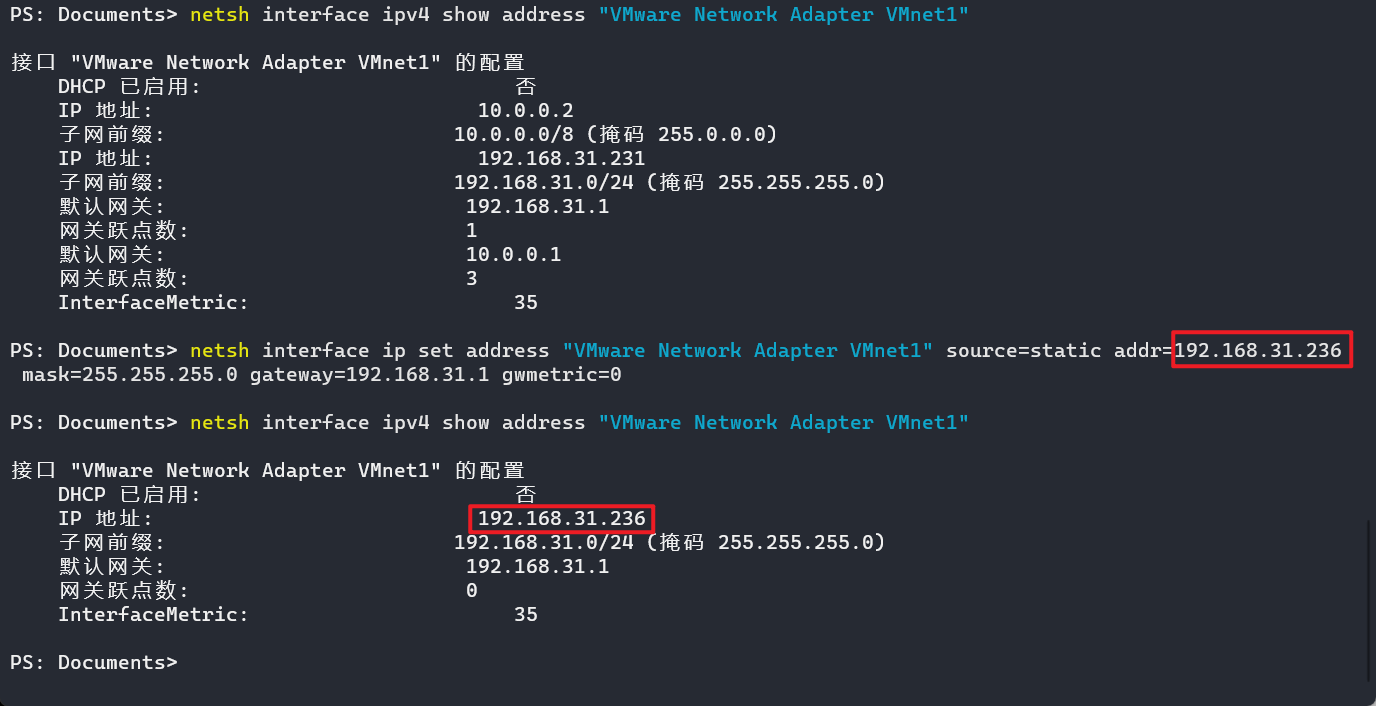 PS: Documents> netsh interface ipv4 show address "VMware Network Adapter VMnet1"
接口 "VMware Network Adapter VMnet1" 的配置
DHCP 已启用: 否
IP 地址: 10.0.0.2
子网前缀: 10.0.0.0/8 (掩码 255.0.0.0)
IP 地址: 192.168.31.231
子网前缀: 192.168.31.0/24 (掩码 255.255.255.0)
默认网关: 192.168.31.1
网关跃点数: 1
默认网关: 10.0.0.1
网关跃点数: 3
InterfaceMetric: 35
PS: Documents> netsh interface ip set address "VMware Network Adapter VMnet1" source=static addr=192.168.31.236
mask=255.255.255.0 gateway=192.168.31.1 gwmetric=0
PS: Documents> netsh interface ipv4 show address "VMware Network Adapter VMnet1"
接口 "VMware Network Adapter VMnet1" 的配置
DHCP 已启用: 否
IP 地址: 192.168.31.236
子网前缀: 192.168.31.0/24 (掩码 255.255.255.0)
默认网关: 192.168.31.1
网关跃点数: 0
InterfaceMetric: 35
PS: Documents>